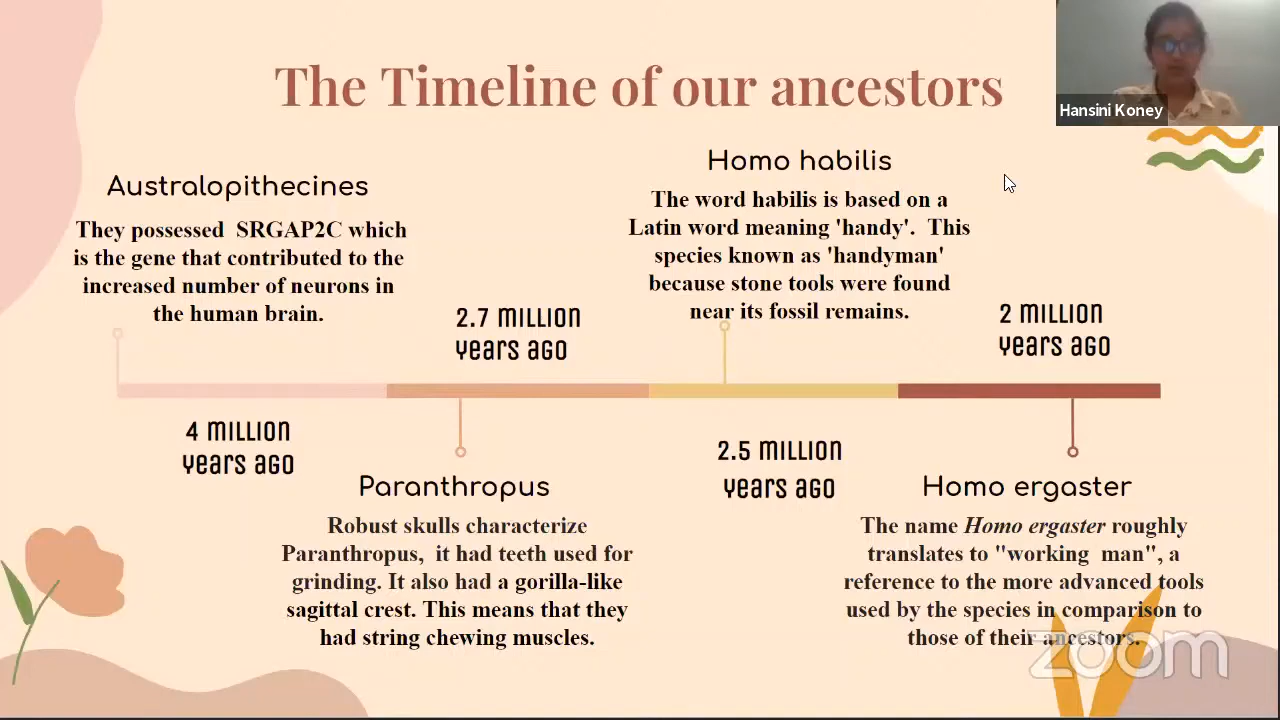 The Timeline of our ancestors
Hansini Koney
Australopithecines
They possessed SRGAP2C which
is the gene that contributed to the
increased number of neurons in
the human brain.
4 million
years ago
2.7 million
years ago
Paranthropus
Robust skulls characterize
Paranthropus, it had teeth used for
grinding. It also had a gorilla-like
sagittal crest. This means that they
had string chewing muscles.
Homo habilis
The word habilis is based on a
Latin word meaning 'handy'. This
species known as 'handyman'
because stone tools were found
near its fossil remains.
2.5 million
years ago
2 million
years ago
Homo ergaster
The name Homo ergaster roughly
translates to "working man", a
reference to the more advanced tools
used by the species in comparison to
those of their ancestors.
zoom